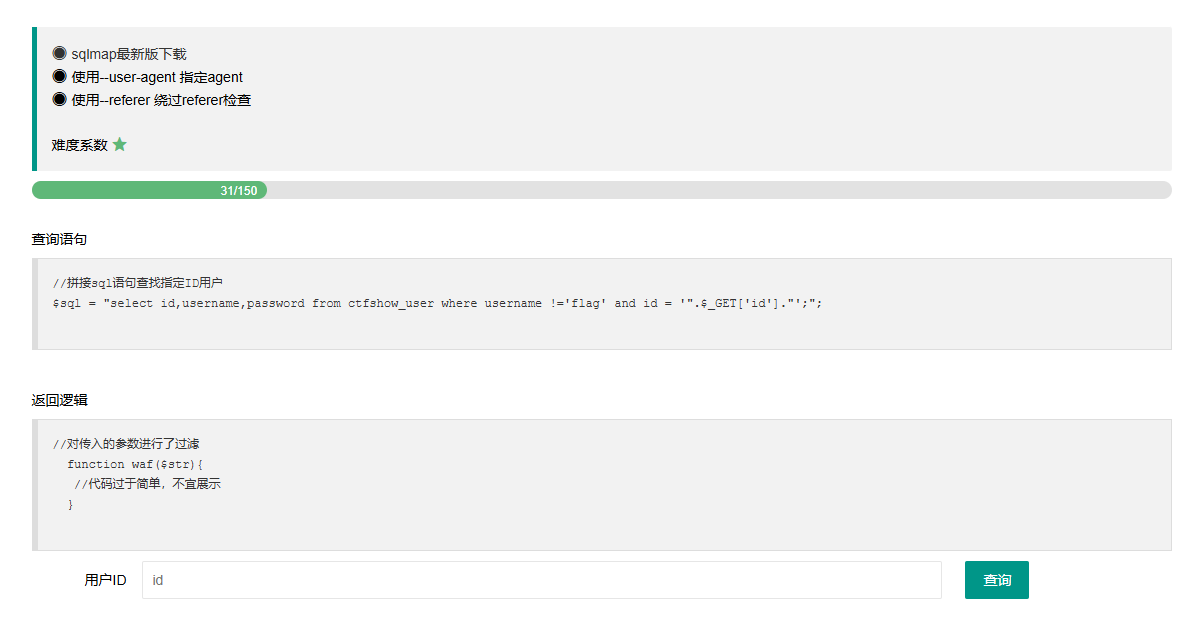 ◉ sqlmap最新版下载
◉ 使用--user-agent 指定agent
◉ 使用--referer 绕过referer检查
难度系数 ★
31/150
查询语句
//拼接sql语句查找指定ID用户
$sql = "select id,username,password from ctfshow_user where username !='flag' and id = '".$_GET['id']."';";
返回逻辑
//对传入的参数进行了过滤
function waf($str){
//代码过于简单，不宜展示
}
用户ID id 查询